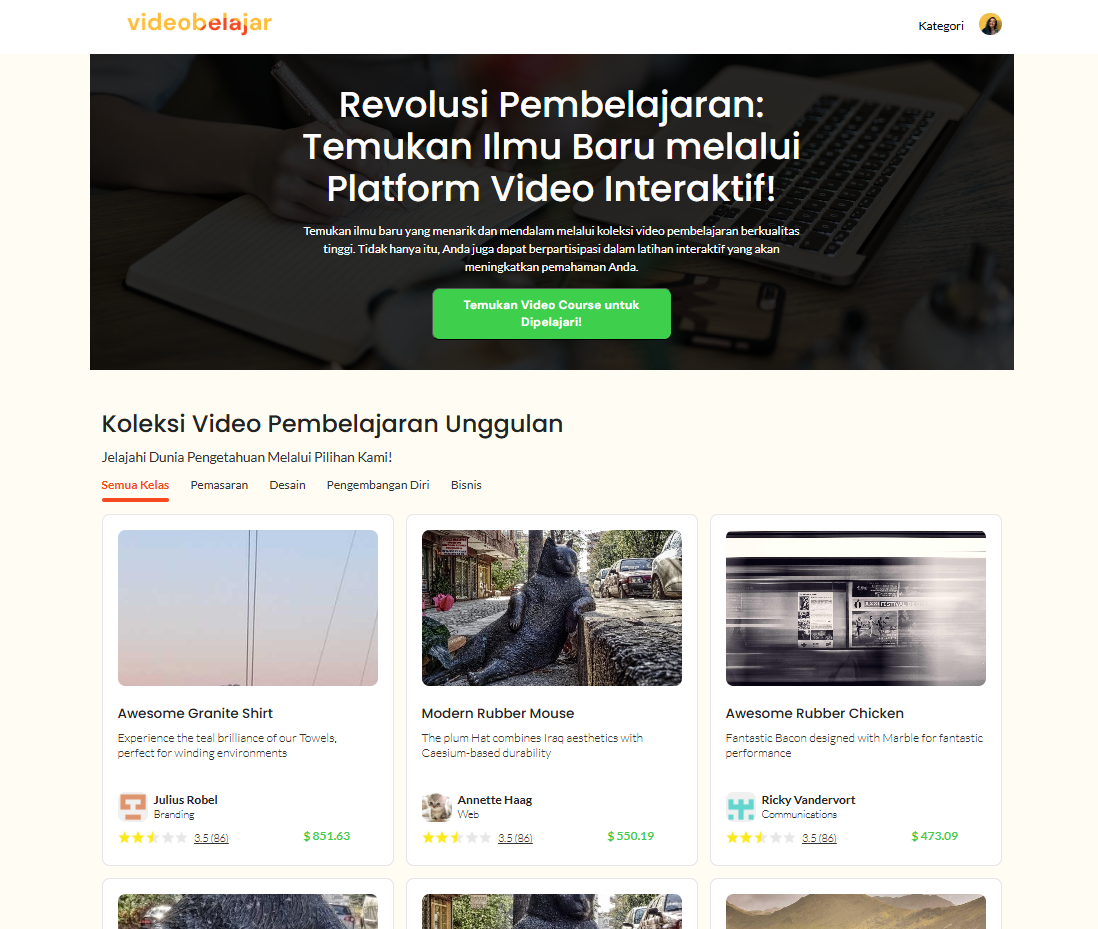 videobelajar
Kategori
Revolusi Pembelajaran:
Temukan Ilmu Baru melalui
Platform Video Interaktif!
Temukan ilmu baru yang menarik dan mendalam melalui koleksi video pembelajaran berkualitas
tinggi. Tidak hanya itu, Anda juga dapat berpartisipasi dalam latihan interaktif yang akan
meningkatkan pemahaman Anda.
Temukan Video Course untuk
Dipelajari!
Koleksi Video Pembelajaran Unggulan
Jelajahi Dunia Pengetahuan Melalui Pilihan Kami!
Semua Kelas Pemasaran Desain Pengembangan Diri Bisnis
Awesome Granite Shirt
Experience the teal brilliance of our Towels,
perfect for winding environments
Julius Robel
Branding
3.5 (86) $ 851.63
Modern Rubber Mouse
The plum Hat combines Iraq aesthetics with
Caesium-based durability
Annette Haag
Web
3.5 (86) $ 550.19
Awesome Rubber Chicken
Fantastic Bacon designed with Marble for fantastic
performance
Ricky Vandervort
Communications
3.5 (86) $ 473.09